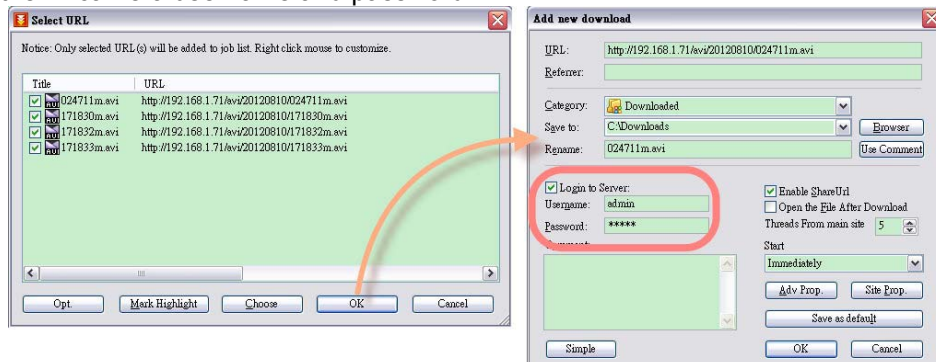 Select URL
Notice: Only selected URL(s) will be added to job list. Right click mouse to customize.
Title URL
024711m.avi http://192.168.1.71/avi/20120810/024711m.avi
171830m.avi http://192.168.1.71/avi/20120810/171830m.avi
171832m.avi http://192.168.1.71/avi/20120810/171832m.avi
171833m.avi http://192.168.1.71/avi/20120810/171833m.avi
Opt. Mark Highlight Choose OK Cancel
Add new download
URL: http://192.168.1.71/avi/20120810/024711m.avi
Referrer:
Category: Downloaded
Save to: C:\Downloads Browser
Rename: 024711m.avi Use Comment
Login to Server:
Username: admin
Password: *****
Enable ShareUrl
Open the File After Download
Threads From main site 5
Start
Immediately
Adv Prop. Site Prop.
Save as default
Simple OK Cancel